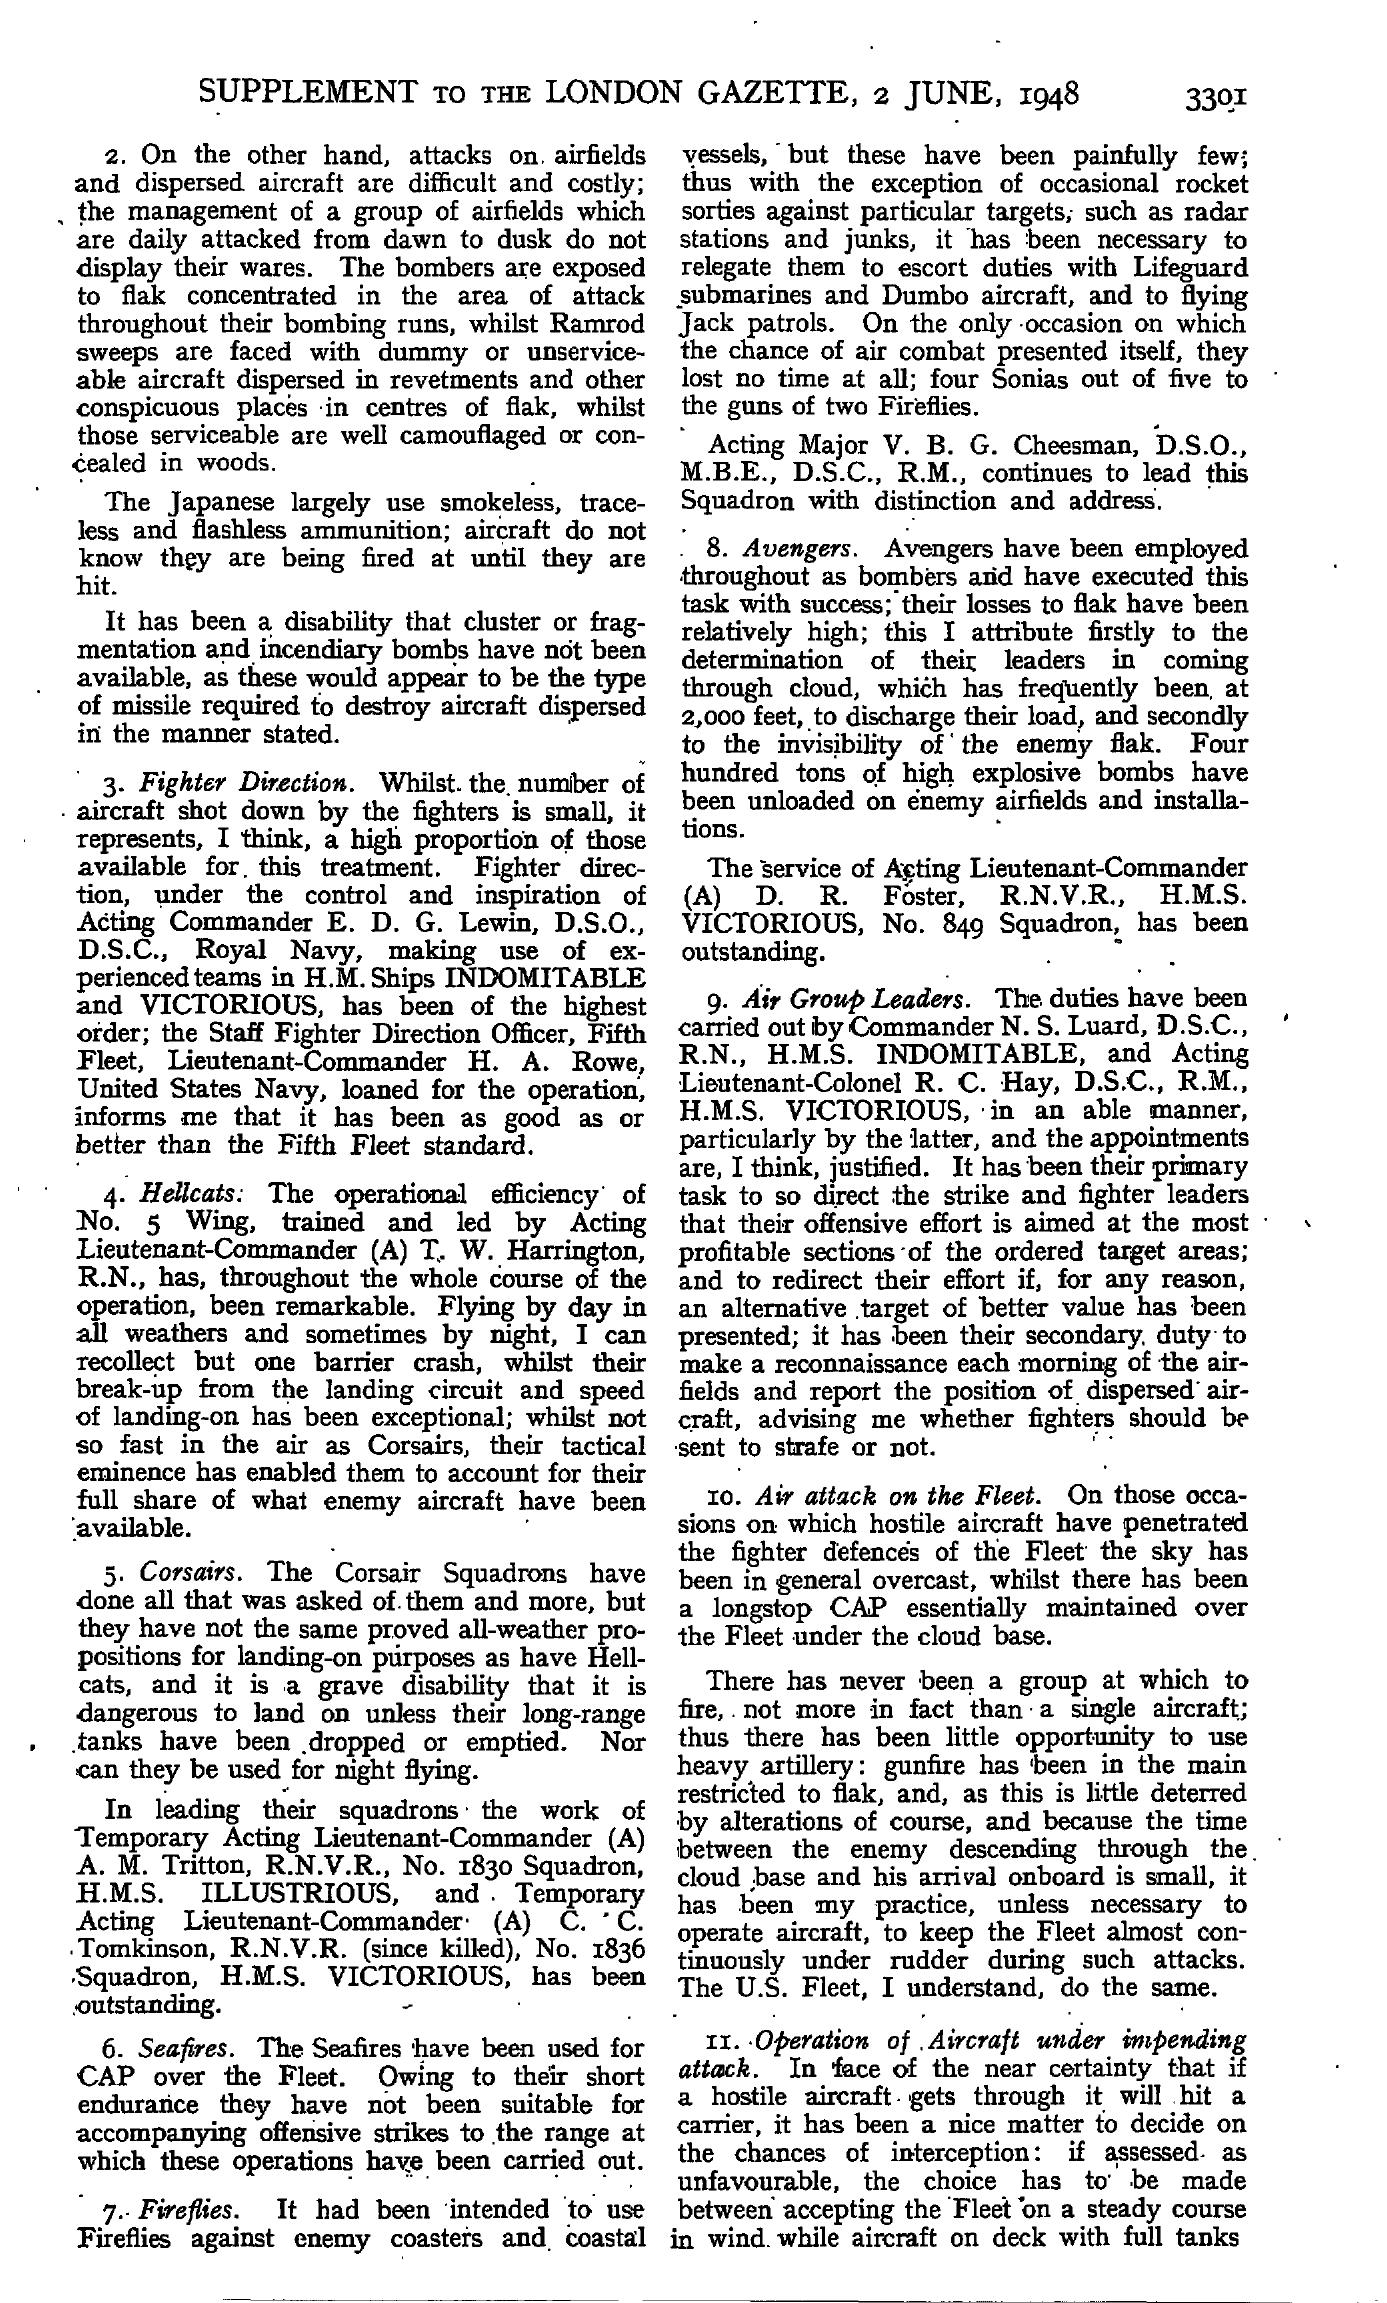 SUPPLEMENT TO THE LONDON GAZETTE, 2 JUNE, 1948 3301
2. On the other hand, attacks on airfields
and dispersed aircraft are difficult and costly;
the management of a group of airfields which
are daily attacked from dawn to dusk do not
display their wares. The bombers are exposed
to flak concentrated in the area of attack
throughout their bombing runs, whilst Ramrod
sweeps are faced with dummy or unservice-
able aircraft dispersed in revetments and other
conspicuous places in centres of flak, whilst
those serviceable are well camouflaged or con-
cealed in woods.
The Japanese largely use smokeless, trace-
less and flashless ammunition; aircraft do not
know they are being fired at until they are
hit.
It has been a disability that cluster or frag-
mentation and incendiary bombs have not been
available, as these would appear to be the type
of missile required to destroy aircraft dispersed
in the manner stated.
3. Fighter Direction. Whilst the number of
aircraft shot down by the fighters is small, it
represents, I think, a high proportion of those
available for this treatment. Fighter direc-
tion, under the control and inspiration of
Acting Commander E. D. G. Lewin, D.S.O.,
D.S.C., Royal Navy, making use of ex-
perienced teams in H.M. Ships INDOMITABLE
and VICTORIOUS, has been of the highest
order; the Staff Fighter Direction Officer, Fifth
Fleet, Lieutenant-Commander H. A. Rowe,
United States Navy, loaned for the operation,
informs me that it has been as good as or
better than the Fifth Fleet standard.
4. Hellcats: The operational efficiency of
No. 5 Wing, trained and led by Acting
Lieutenant-Commander (A) T. W. Harrington,
R.N., has, throughout the whole course of the
operation, been remarkable. Flying by day in
all weathers and sometimes by night, I can
recollect but one barrier crash, whilst their
break-up from the landing circuit and speed
of landing-on has been exceptional; whilst not
so fast in the air as Corsairs, their tactical
eminence has enabled them to account for their
full share of what enemy aircraft have been
available.
5. Corsairs. The Corsair Squadrons have
done all that was asked of them and more, but
they have not the same proved all-weather pro-
positions for landing-on purposes as have Hell-
cats, and it is a grave disability that it is
dangerous to land on unless their long-range
tanks have been dropped or emptied. Nor
can they be used for night flying.
In leading their squadrons the work of
Temporary Acting Lieutenant-Commander (A)
A. M. Tritton, R.N.V.R., No. 1830 Squadron,
H.M.S. ILLUSTRIOUS, and Temporary
Acting Lieutenant-Commander (A) C. C.
Tomkinson, R.N.V.R. (since killed), No. 1836
Squadron, H.M.S. VICTORIOUS, has been
outstanding.
6. Seafires. The Seafires have been used for
CAP over the Fleet. Owing to their short
endurance they have not been suitable for
accompanying offensive strikes to the range at
which these operations have been carried out.
7. Fireflies. It had been intended to use
Fireflies against enemy coasters and coastal
vessels, but these have been painfully few;
thus with the exception of occasional rocket
sorties against particular targets, such as radar
stations and junks, it has been necessary to
relegate them to escort duties with Lifeguard
submarines and Dumbo aircraft, and to flying
Jack patrols. On the only occasion on which
the chance of air combat presented itself, they
lost no time at all; four Sonias out of five to
the guns of two Fireflies.
Acting Major V. B. G. Cheesman, D.S.O.,
M.B.E., D.S.C., R.M., continues to lead this
Squadron with distinction and address.
8. Avengers. Avengers have been employed
throughout as bombers and have executed this
task with success; their losses to flak have been
relatively high; this I attribute firstly to the
determination of their leaders in coming
through cloud, which has frequently been at
2,000 feet, to discharge their load, and secondly
to the invisibility of the enemy flak. Four
hundred tons of high explosive bombs have
been unloaded on enemy airfields and installa-
tions.
The service of Acting Lieutenant-Commander
(A) D. R. Foster, R.N.V.R., H.M.S.
VICTORIOUS, No. 849 Squadron, has been
outstanding.
9. Air Group Leaders. The duties have been
carried out by Commander N. S. Luard, D.S.C.,
R.N., H.M.S. INDOMITABLE, and Acting
Lieutenant-Colonel R. C. Hay, D.S.C., R.M.,
H.M.S. VICTORIOUS, in an able manner,
particularly by the latter, and the appointments
are, I think, justified. It has been their primary
task to so direct the strike and fighter leaders
that their offensive effort is aimed at the most
profitable sections of the ordered target areas;
and to redirect their effort if, for any reason,
an alternative target of better value has been
presented; it has been their secondary duty to
make a reconnaissance each morning of the air-
fields and report the position of dispersed air-
craft, advising me whether fighters should be
sent to strafe or not.
10. Air attack on the Fleet. On those occa-
sions on which hostile aircraft have penetrated
the fighter defences of the Fleet the sky has
been in general overcast, whilst there has been
a longstop CAP essentially maintained over
the Fleet under the cloud base.
There has never been a group at which to
fire, not more in fact than a single aircraft;
thus there has been little opportunity to use
heavy artillery: gunfire has been in the main
restricted to flak, and, as this is little deterred
by alterations of course, and because the time
between the enemy descending through the
cloud base and his arrival onboard is small, it
has been my practice, unless necessary to
operate aircraft, to keep the Fleet almost con-
tinuously under rudder during such attacks.
The U.S. Fleet, I understand, do the same.
11. Operation of Aircraft under impending
attack. In face of the near certainty that if
a hostile aircraft gets through it will hit a
carrier, it has been a nice matter to decide on
the chances of interception: if assessed as
unfavourable, the choice has to be made
between accepting the Fleet on a steady course
in wind while aircraft on deck with full tanks